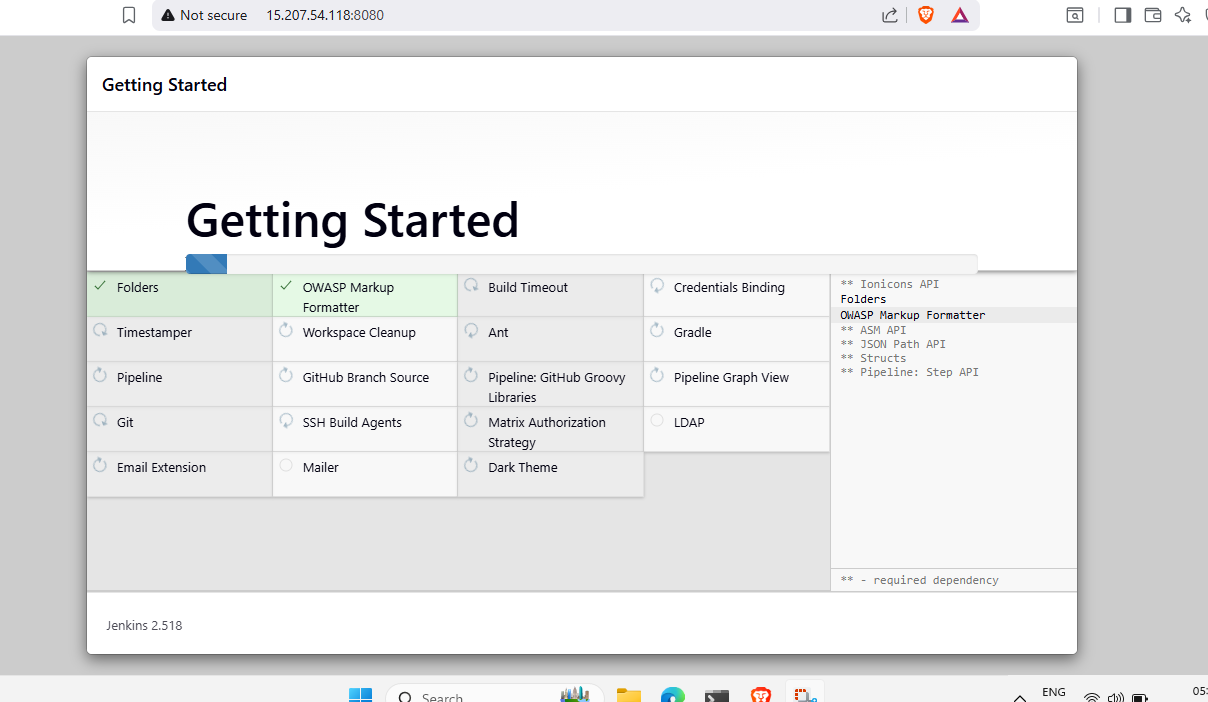 Not secure 15.207.54.118:8080
Getting Started
Getting Started
Folders
OWASP Markup
Formatter
Build Timeout
Credentials Binding
Timestamper
Workspace Cleanup
Ant
Gradle
Pipeline
GitHub Branch Source
Pipeline: GitHub Groovy
Libraries
Pipeline Graph View
Git
SSH Build Agents
Matrix Authorization
Strategy
LDAP
Email Extension
Mailer
Dark Theme
** Ionicons API
Folders
OWASP Markup Formatter
** ASM API
** JSON Path API
** Structs
** Pipeline: Step API
** - required dependency
Jenkins 2.518
Search
ENG
05: